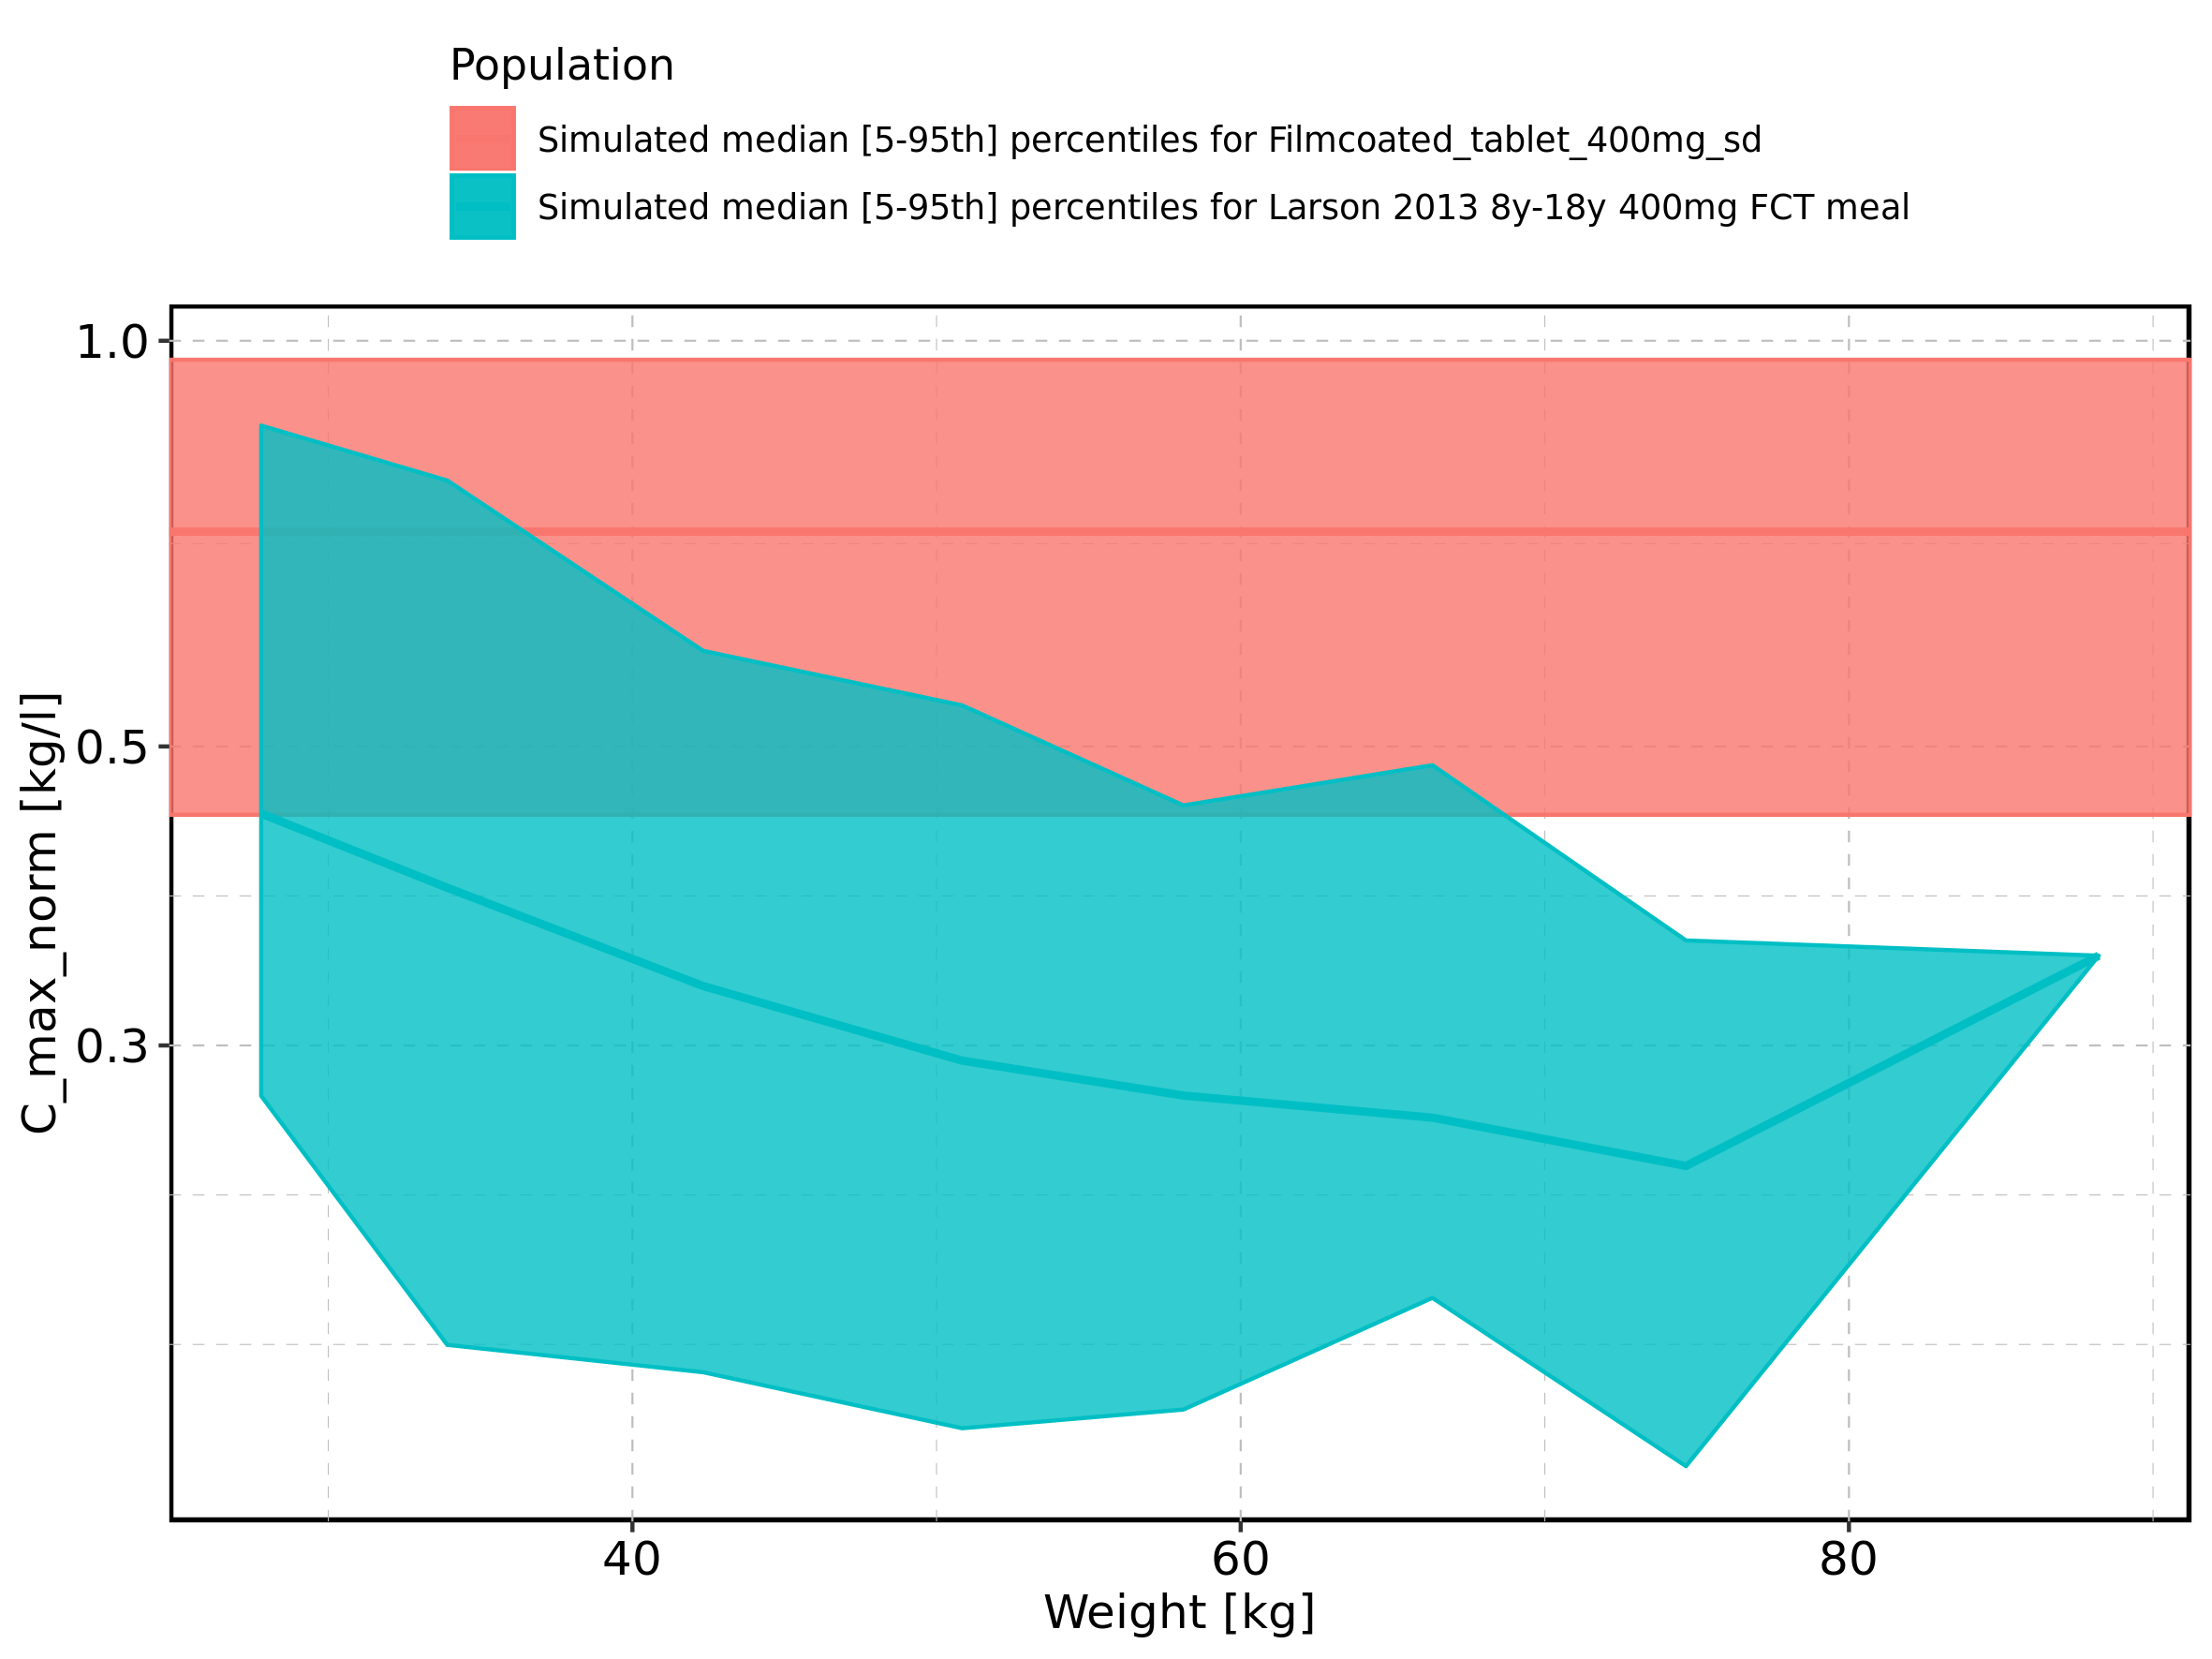 Population
Simulated median [5-95th] percentiles for Filmcoated_tablet_400mg_sd
Simulated median [5-95th] percentiles for Larson 2013 8y-18y 400mg FCT meal
1.0
0.5
0.3
C_max_norm [kg/l]
40 60 80
Weight [kg]